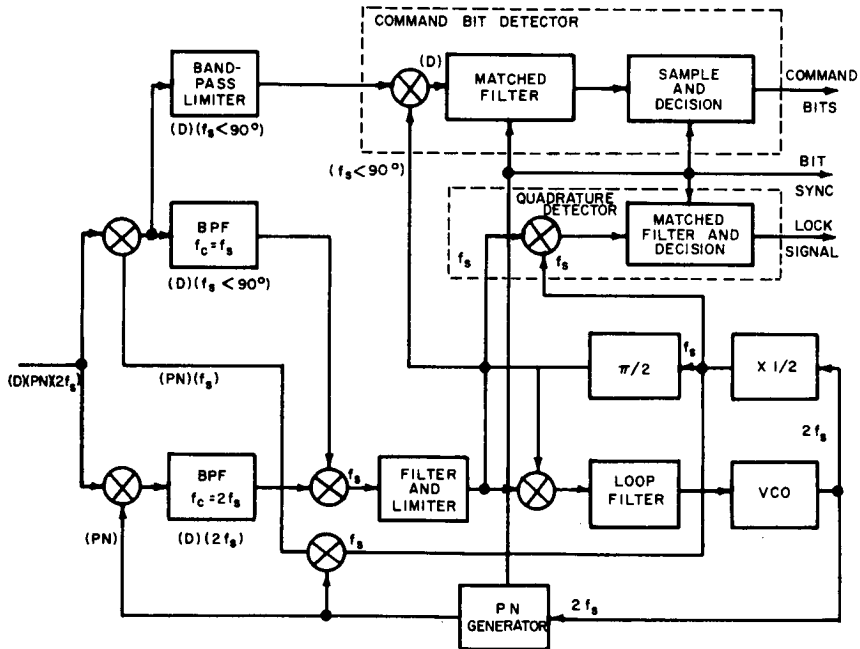 COMMAND BIT DETECTOR
BAND-
PASS
LIMITER
(D)
MATCHED
FILTER
SAMPLE
AND
DECISION
COMMAND
BITS
(D)(fs<90°)
(fs<90°)
BIT
SYNC
QUADRATURE
DETECTOR
BPF
fc=fs
MATCHED
FILTER AND
DECISION
LOCK
SIGNAL
fs
fs
(D)(fs<90°)
(D)(PN)(2fs)
(PN)(fs)
π/2
fs
X 1/2
2fs
BPF
fc=2fs
fs
FILTER
AND
LIMITER
LOOP
FILTER
VCO
(PN)
(D)(2fs)
fs
PN
GENERATOR
2fs